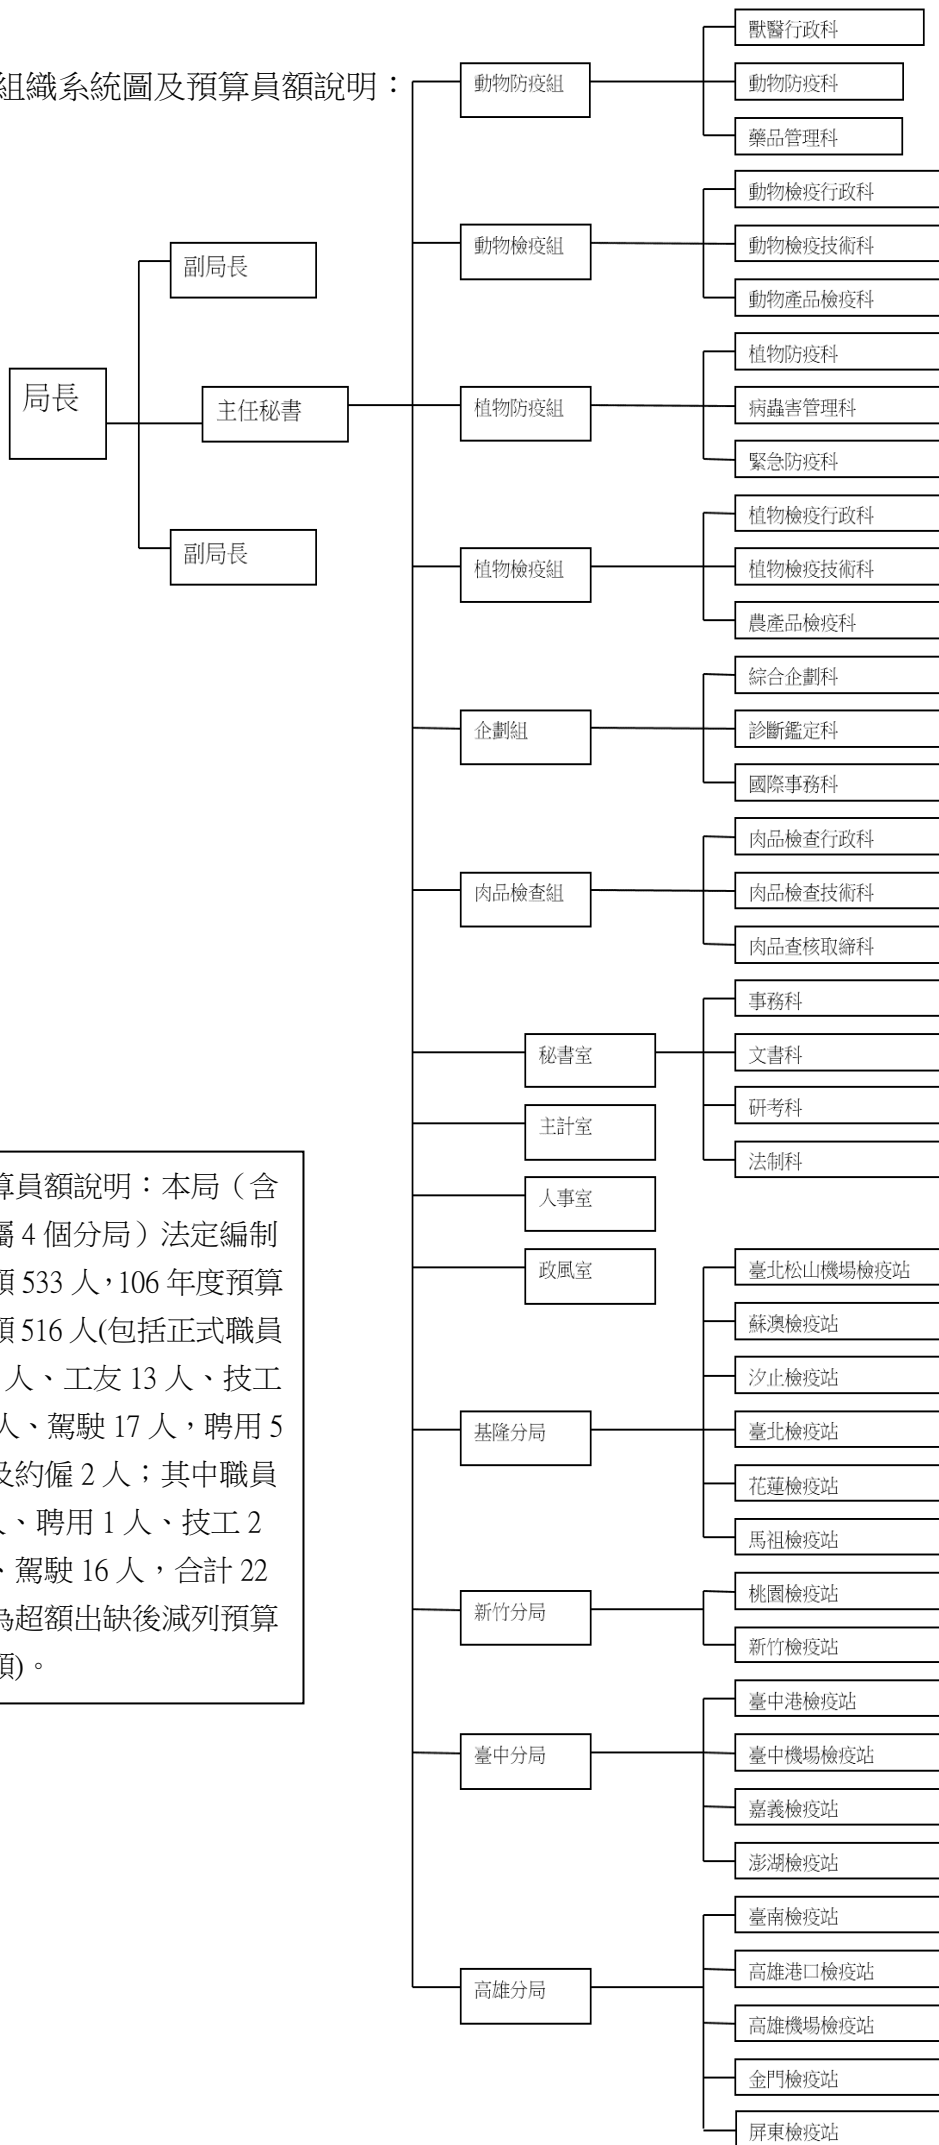 組織系統圖及預算員額說明：
局長
副局長
主任秘書
副局長
動物防疫組
獸醫行政科
動物防疫科
藥品管理科
動物檢疫組
動物檢疫行政科
動物檢疫技術科
動物產品檢疫科
植物防疫組
植物防疫科
病蟲害管理科
緊急防疫科
植物檢疫組
植物檢疫行政科
植物檢疫技術科
農產品檢疫科
企劃組
綜合企劃科
診斷鑑定科
國際事務科
肉品檢查組
肉品檢查行政科
肉品檢查技術科
肉品查核取締科
秘書室
事務科
文書科
研考科
法制科
主計室
人事室
政風室
基隆分局
臺北松山機場檢疫站
蘇澳檢疫站
汐止檢疫站
臺北檢疫站
花蓮檢疫站
馬祖檢疫站
新竹分局
桃園檢疫站
新竹檢疫站
臺中分局
臺中港檢疫站
臺中機場檢疫站
嘉義檢疫站
澎湖檢疫站
高雄分局
臺南檢疫站
高雄港口檢疫站
高雄機場檢疫站
金門檢疫站
屏東檢疫站
算員額說明：本局（含
屬 4 個分局）法定編制
額 533 人，106 年度預算
額 516 人(包括正式職員
人、工友 13 人、技工
人、駕駛 17 人，聘用 5
及約僱 2 人；其中職員
人、聘用 1 人、技工 2
、駕駛 16 人，合計 22
為超額出缺後減列預算
額)。